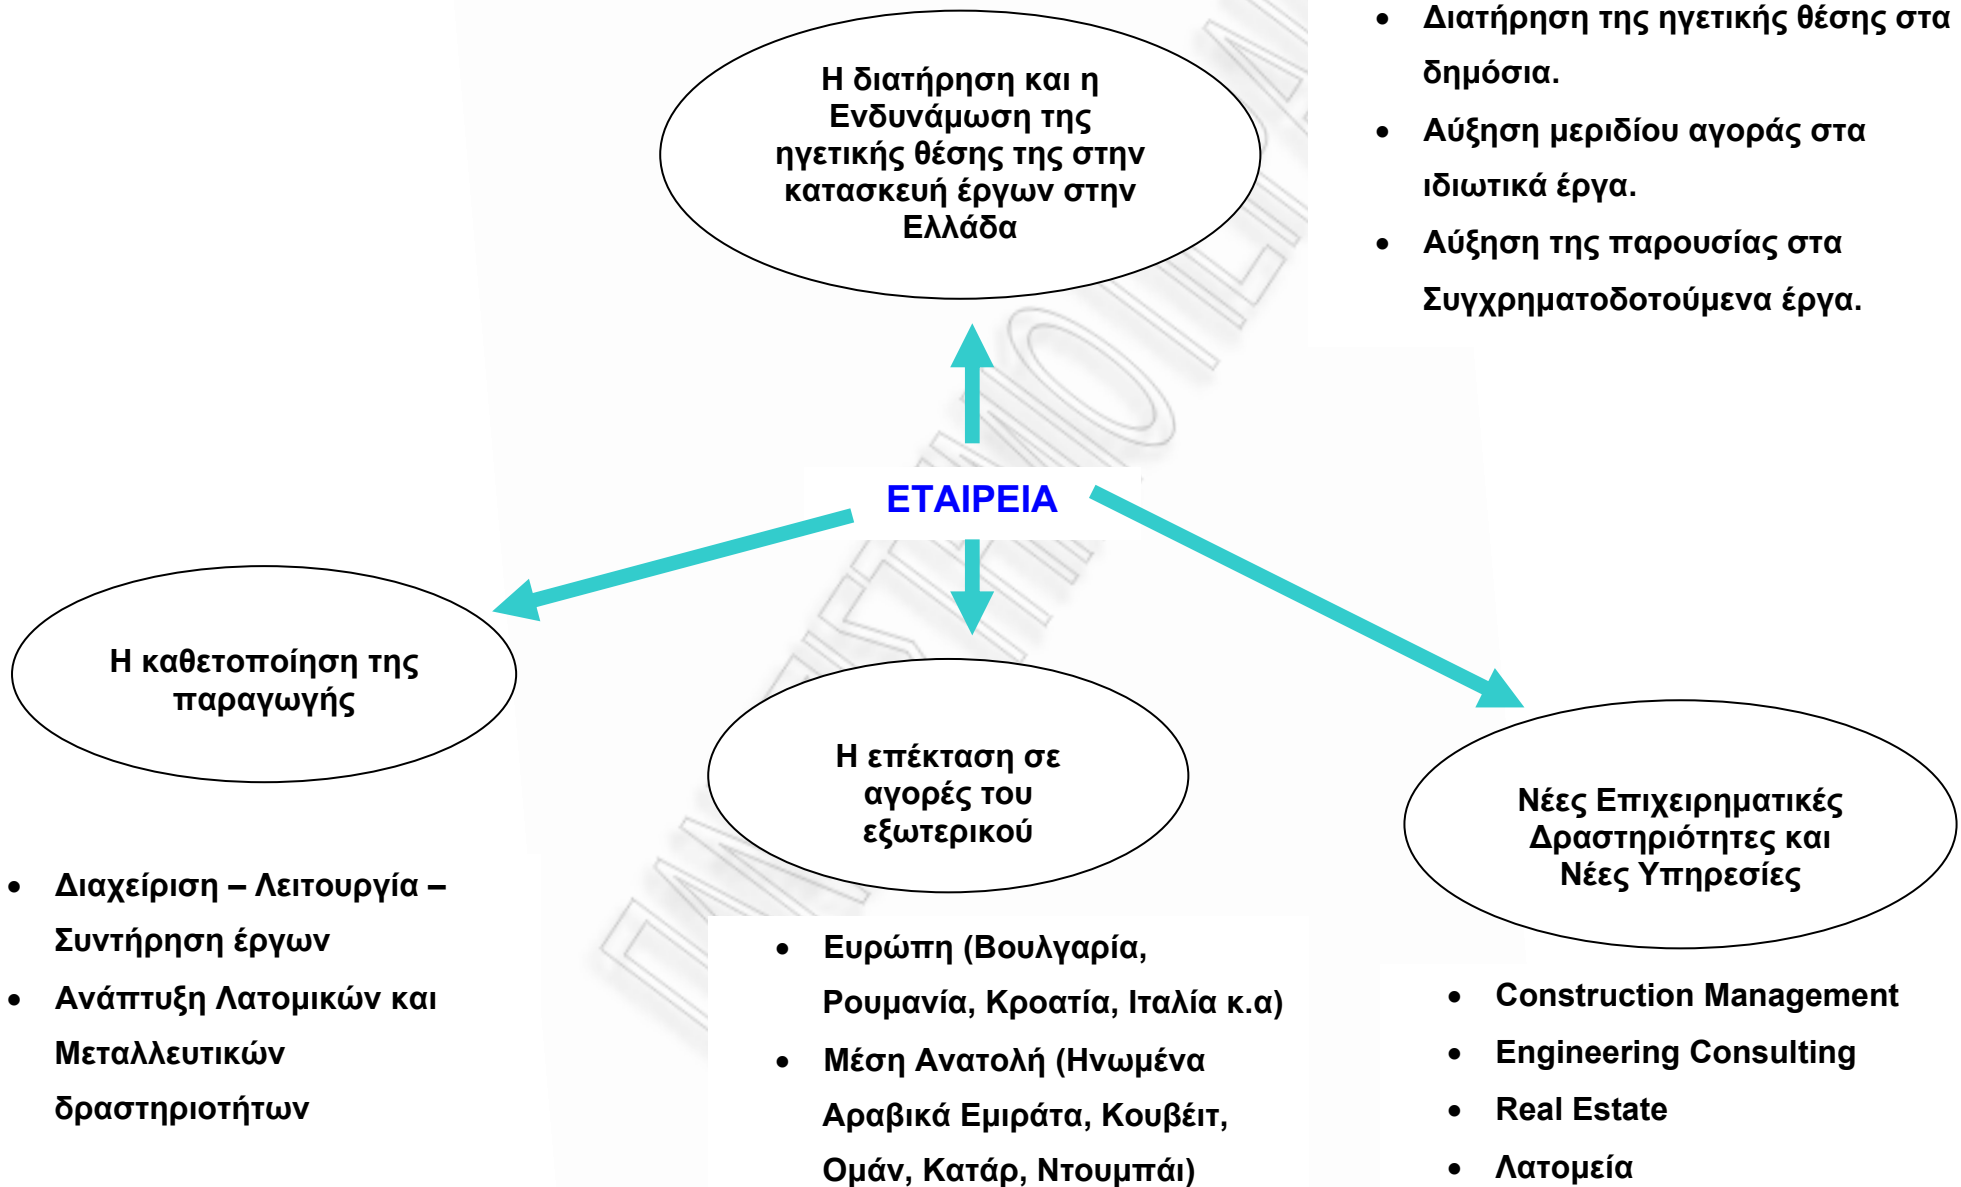 Η διατήρηση και η
Ενδυνάμωση της
ηγετικής θέσης της στην
κατασκευή έργων στην
Ελλάδα
• Διατήρηση της ηγετικής θέσης στα
δημόσια.
• Αύξηση μεριδίου αγοράς στα
ιδιωτικά έργα.
• Αύξηση της παρουσίας στα
Συγχρηματοδοτούμενα έργα.
ΕΤΑΙΡΕΙΑ
Η καθετοποίηση της
παραγωγής
• Διαχείριση – Λειτουργία –
Συντήρηση έργων
• Ανάπτυξη Λατομικών και
Μεταλλευτικών
δραστηριοτήτων
Η επέκταση σε
αγορές του
εξωτερικού
• Ευρώπη (Βουλγαρία,
Ρουμανία, Κροατία, Ιταλία κ.α)
• Μέση Ανατολή (Ηνωμένα
Αραβικά Εμιράτα, Κουβέιτ,
Ομάν, Κατάρ, Ντουμπάι)
Νέες Επιχειρηματικές
Δραστηριότητες και
Νέες Υπηρεσίες
• Construction Management
• Engineering Consulting
• Real Estate
• Λατομεία